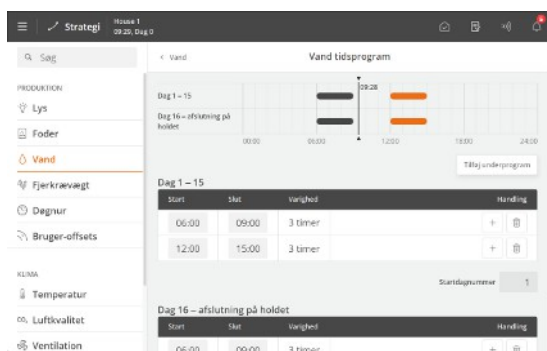 Strategi
House 1
09:29, Dag 0
Søg
PRODUKTION
Lys
Foder
Vand
Fjerkrævægt
Døgnur
Bruger-offsets
KLIMA
Temperatur
Luftkvalitet
Ventilation
< Vand
Vand tidsprogram
09:28
Dag 1 – 15
Dag 16 – afslutning på
holdet
00:00 06:00 12:00 18:00 24:00
Tilføj underprogram
Dag 1 – 15
Start Slut Varighed Handling
06:00 09:00 3 timer +
12:00 15:00 3 timer +
Startdagnummer 1
Dag 16 – afslutning på holdet
Start Slut Varighed Handling
06:00 09:00 3 timer +